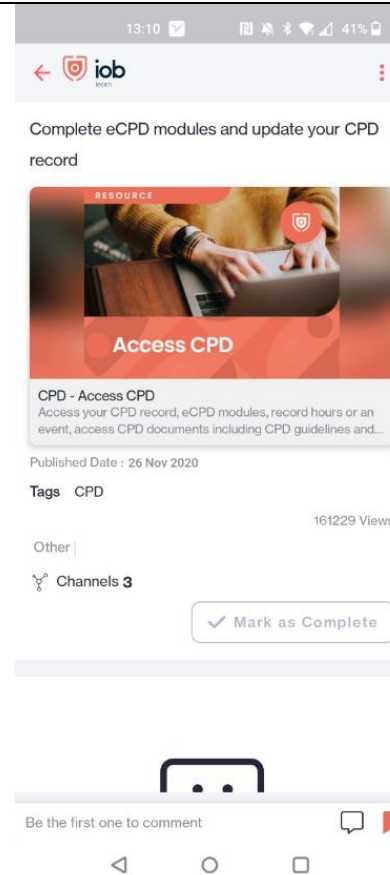 13:10 41%
iob
learn
Complete eCPD modules and update your CPD
record
RESOURCE
Access CPD
CPD - Access CPD
Access your CPD record, eCPD modules, record hours or an
event, access CPD documents including CPD guidelines and...
Published Date : 26 Nov 2020
Tags CPD
161229 Views
Other
Channels 3
Mark as Complete
Be the first one to comment